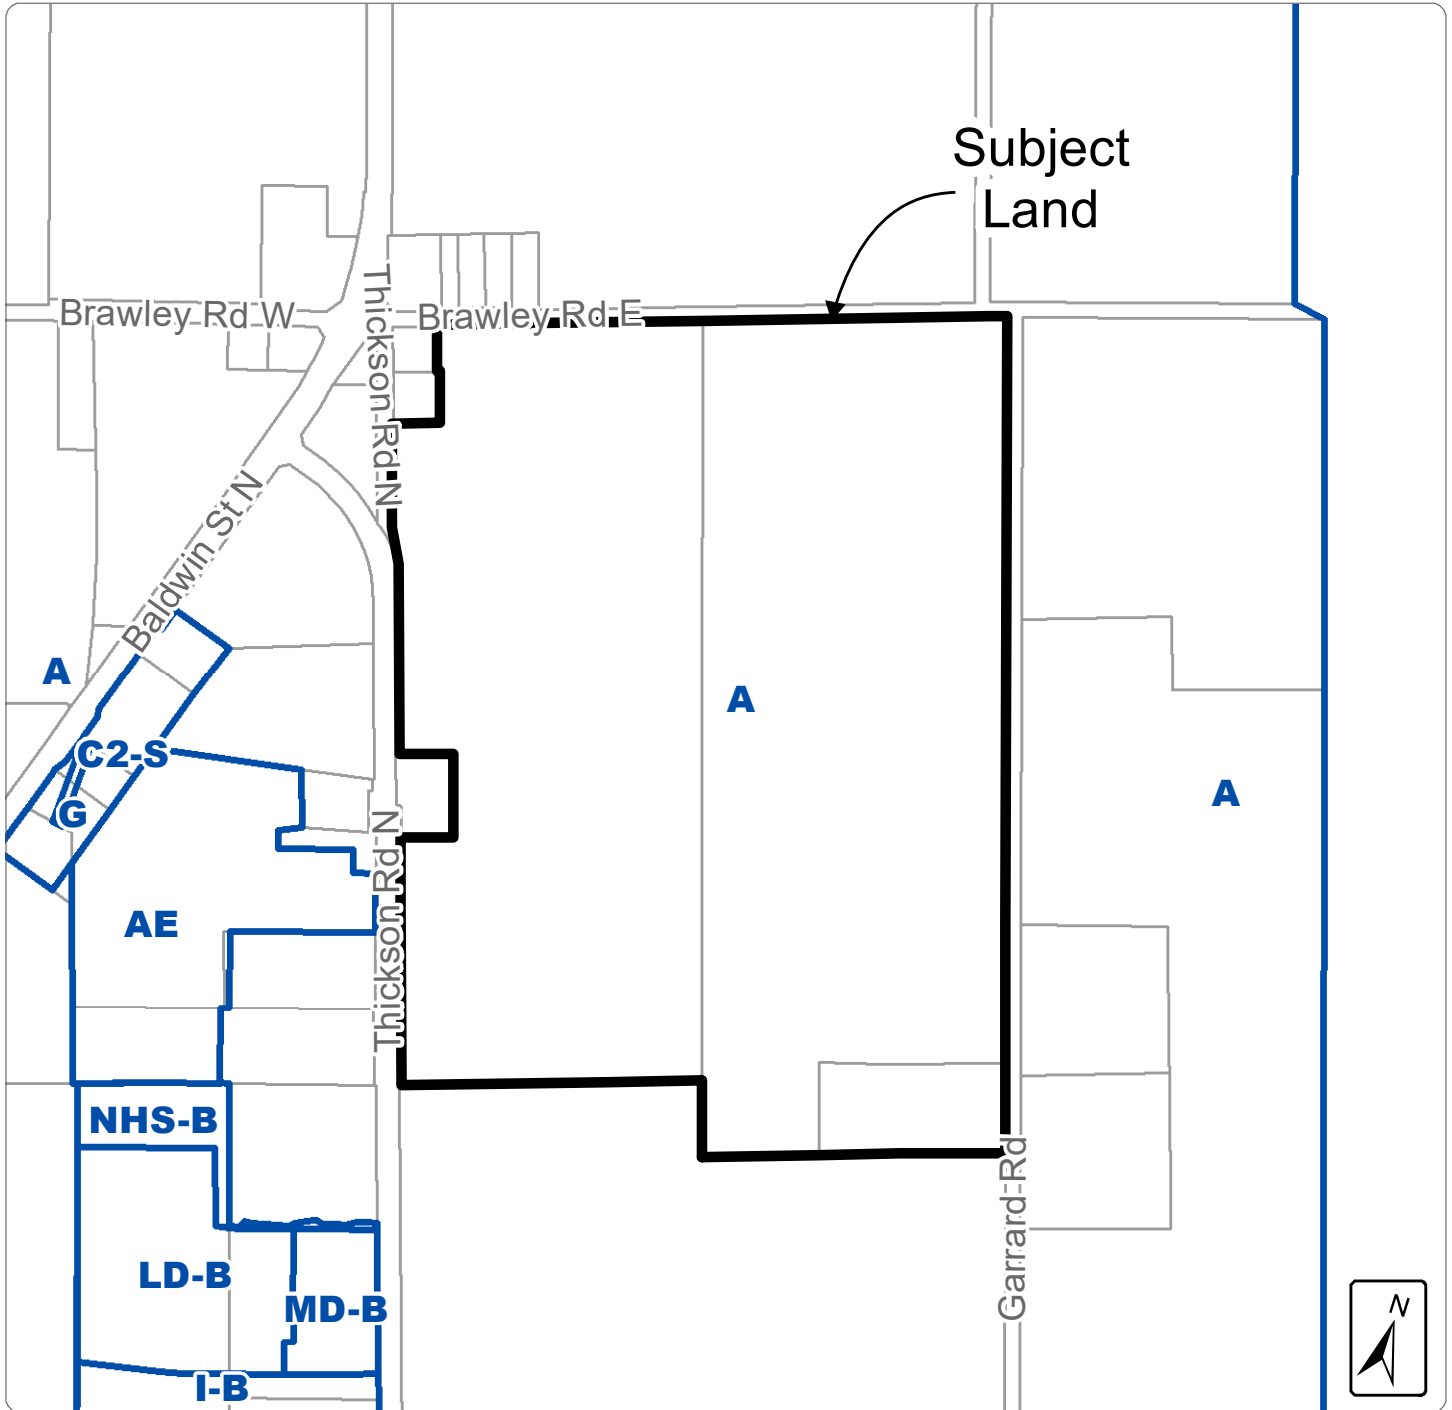 Subject
Land
Brawley Rd W
Thickson Rd N
Brawley Rd E
Baldwin St N
A
A
C2-S
A
G
Thickson Rd N
AE
NHS-B
Garrard Rd
LD-B
MD-B
N
I-B